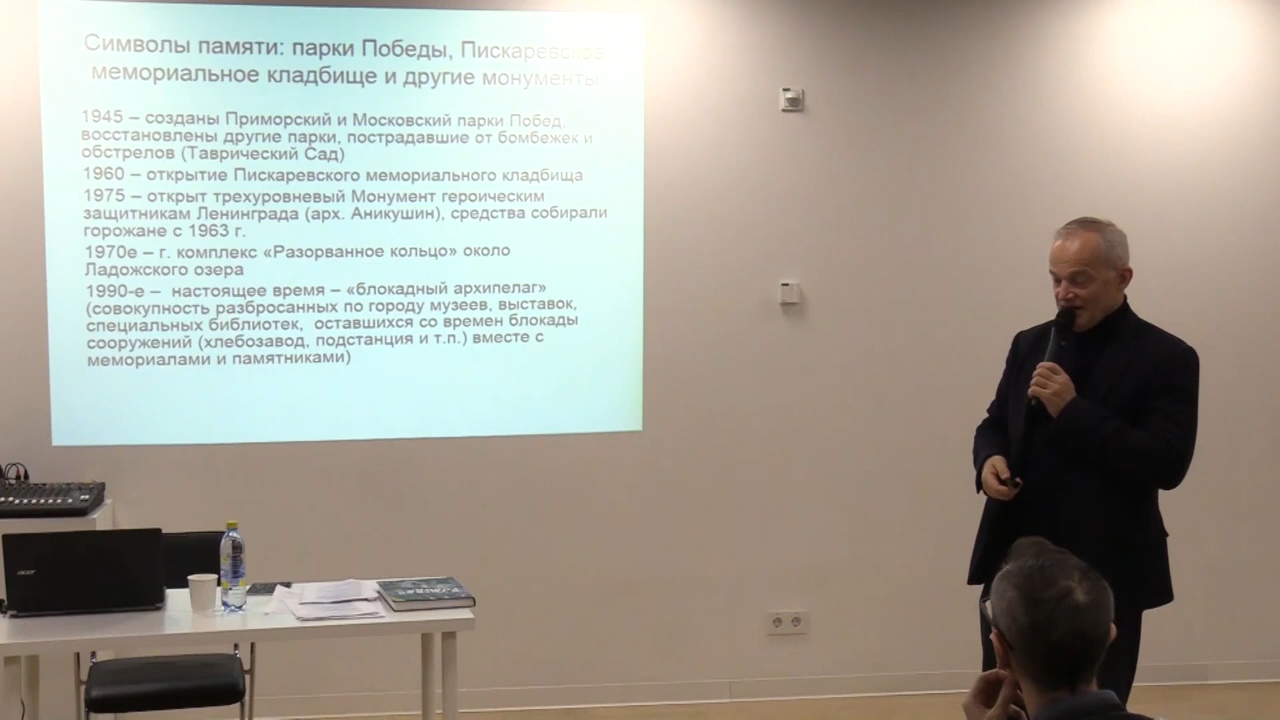 Символы памяти: парки Победы, Пискаревское
мемориальное кладбище и другие монументы
1945 – созданы Приморский и Московский парки Побед,
восстановлены другие парки, пострадавшие от бомбежек и
обстрелов (Таврический Сад)
1960 – открытие Пискаревского мемориального кладбища
1975 – открыт трехуровневый Монумент героическим
защитникам Ленинграда (арх. Аникушин), средства собирали
горожане с 1963 г.
1970е – г. комплекс «Разорванное кольцо» около
Ладожского озера
1990-е – настоящее время – «блокадный архипелаг»
(совокупность разбросанных по городу музеев, выставок,
специальных библиотек, оставшихся со времен блокады
сооружений (хлебозавод, подстанция и т.п.) вместе с
мемориалами и памятниками)
acer